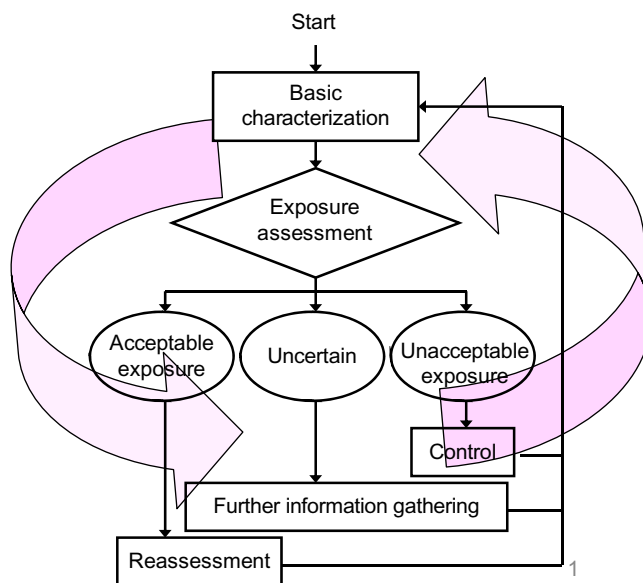 Start
Basic
characterization
Exposure
assessment
Acceptable
exposure
Uncertain
Unacceptable
exposure
Control
Further information gathering
Reassessment
1